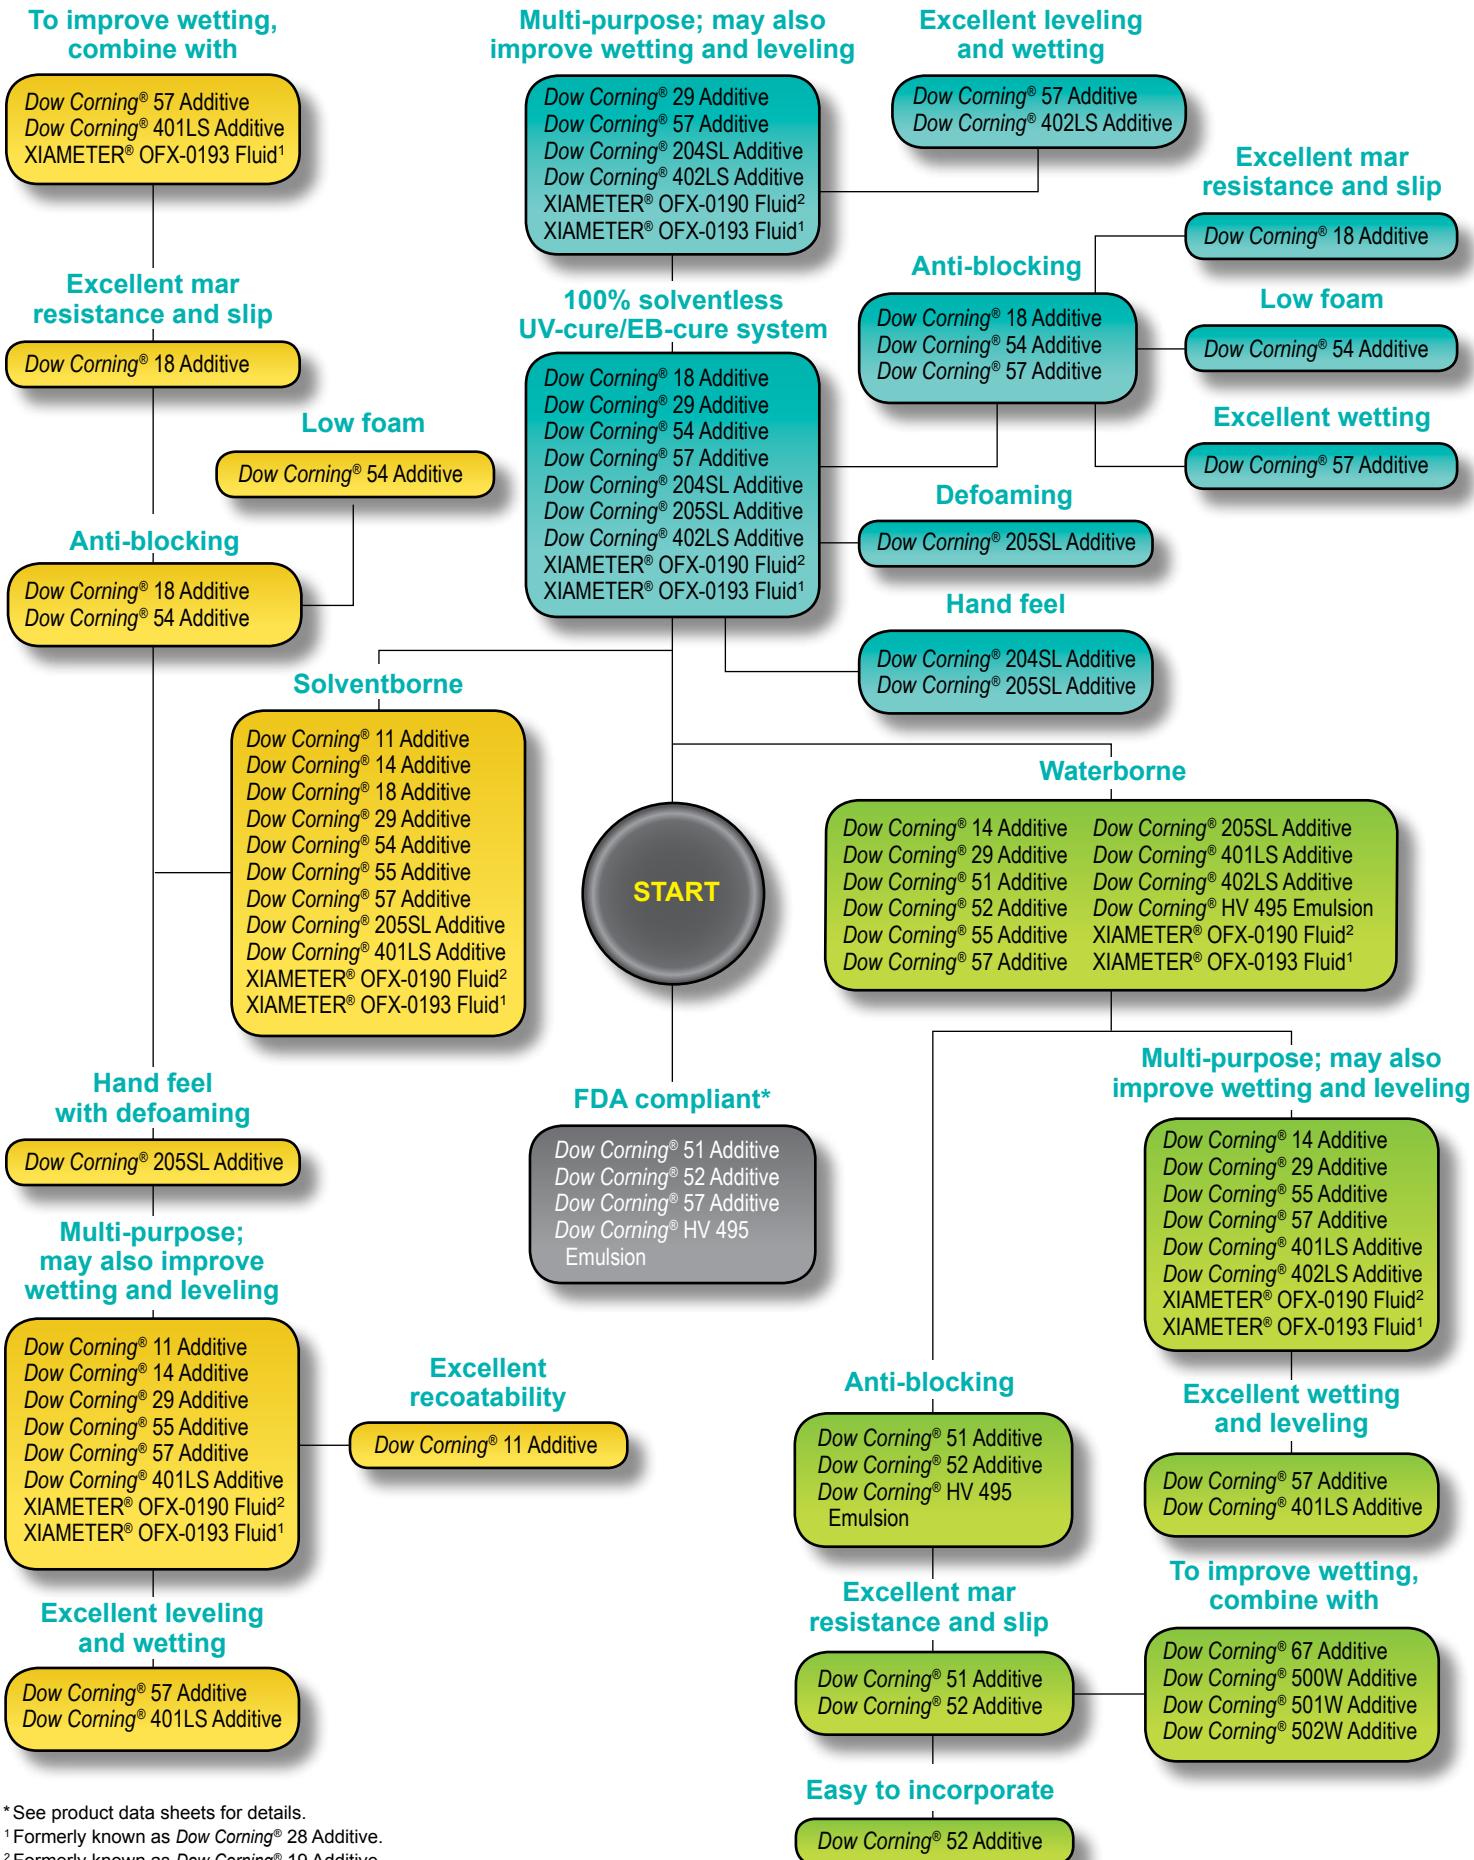 To improve wetting,
combine with
Dow Corning® 57 Additive
Dow Corning® 401LS Additive
XIAMETER® OFX-0193 Fluid¹
Excellent mar
resistance and slip
Dow Corning® 18 Additive
Low foam
Dow Corning® 54 Additive
Anti-blocking
Dow Corning® 18 Additive
Dow Corning® 54 Additive
Solventborne
Dow Corning® 11 Additive
Dow Corning® 14 Additive
Dow Corning® 18 Additive
Dow Corning® 29 Additive
Dow Corning® 54 Additive
Dow Corning® 55 Additive
Dow Corning® 57 Additive
Dow Corning® 205SL Additive
Dow Corning® 401LS Additive
XIAMETER® OFX-0190 Fluid²
XIAMETER® OFX-0193 Fluid¹
Hand feel
with defoaming
Dow Corning® 205SL Additive
Multi-purpose;
may also improve
wetting and leveling
Dow Corning® 11 Additive
Dow Corning® 14 Additive
Dow Corning® 29 Additive
Dow Corning® 55 Additive
Dow Corning® 57 Additive
Dow Corning® 401LS Additive
XIAMETER® OFX-0190 Fluid²
XIAMETER® OFX-0193 Fluid¹
Excellent
recoatability
Dow Corning® 11 Additive
Excellent leveling
and wetting
Dow Corning® 57 Additive
Dow Corning® 401LS Additive
Multi-purpose; may also
improve wetting and leveling
Dow Corning® 29 Additive
Dow Corning® 57 Additive
Dow Corning® 204SL Additive
Dow Corning® 402LS Additive
XIAMETER® OFX-0190 Fluid²
XIAMETER® OFX-0193 Fluid¹
Excellent leveling
and wetting
Dow Corning® 57 Additive
Dow Corning® 402LS Additive
100% solventless
UV-cure/EB-cure system
Dow Corning® 18 Additive
Dow Corning® 29 Additive
Dow Corning® 54 Additive
Dow Corning® 57 Additive
Dow Corning® 204SL Additive
Dow Corning® 205SL Additive
Dow Corning® 402LS Additive
XIAMETER® OFX-0190 Fluid²
XIAMETER® OFX-0193 Fluid¹
Anti-blocking
Dow Corning® 18 Additive
Dow Corning® 54 Additive
Dow Corning® 57 Additive
Excellent mar
resistance and slip
Dow Corning® 18 Additive
Low foam
Dow Corning® 54 Additive
Excellent wetting
Dow Corning® 57 Additive
Defoaming
Dow Corning® 205SL Additive
Hand feel
Dow Corning® 204SL Additive
Dow Corning® 205SL Additive
START
FDA compliant*
Dow Corning® 51 Additive
Dow Corning® 52 Additive
Dow Corning® 57 Additive
Dow Corning® HV 495
Emulsion
Waterborne
Dow Corning® 14 Additive
Dow Corning® 29 Additive
Dow Corning® 51 Additive
Dow Corning® 52 Additive
Dow Corning® 55 Additive
Dow Corning® 57 Additive
Dow Corning® 205SL Additive
Dow Corning® 401LS Additive
Dow Corning® 402LS Additive
Dow Corning® HV 495 Emulsion
XIAMETER® OFX-0190 Fluid²
XIAMETER® OFX-0193 Fluid¹
Multi-purpose; may also
improve wetting and leveling
Dow Corning® 14 Additive
Dow Corning® 29 Additive
Dow Corning® 55 Additive
Dow Corning® 57 Additive
Dow Corning® 401LS Additive
Dow Corning® 402LS Additive
XIAMETER® OFX-0190 Fluid²
XIAMETER® OFX-0193 Fluid¹
Excellent wetting
and leveling
Dow Corning® 57 Additive
Dow Corning® 401LS Additive
Anti-blocking
Dow Corning® 51 Additive
Dow Corning® 52 Additive
Dow Corning® HV 495
Emulsion
Excellent mar
resistance and slip
Dow Corning® 51 Additive
Dow Corning® 52 Additive
To improve wetting,
combine with
Dow Corning® 67 Additive
Dow Corning® 500W Additive
Dow Corning® 501W Additive
Dow Corning® 502W Additive
Easy to incorporate
Dow Corning® 52 Additive
* See product data sheets for details.
¹ Formerly known as Dow Corning® 28 Additive.
² Formerly known as Dow Corning® 19 Additive.